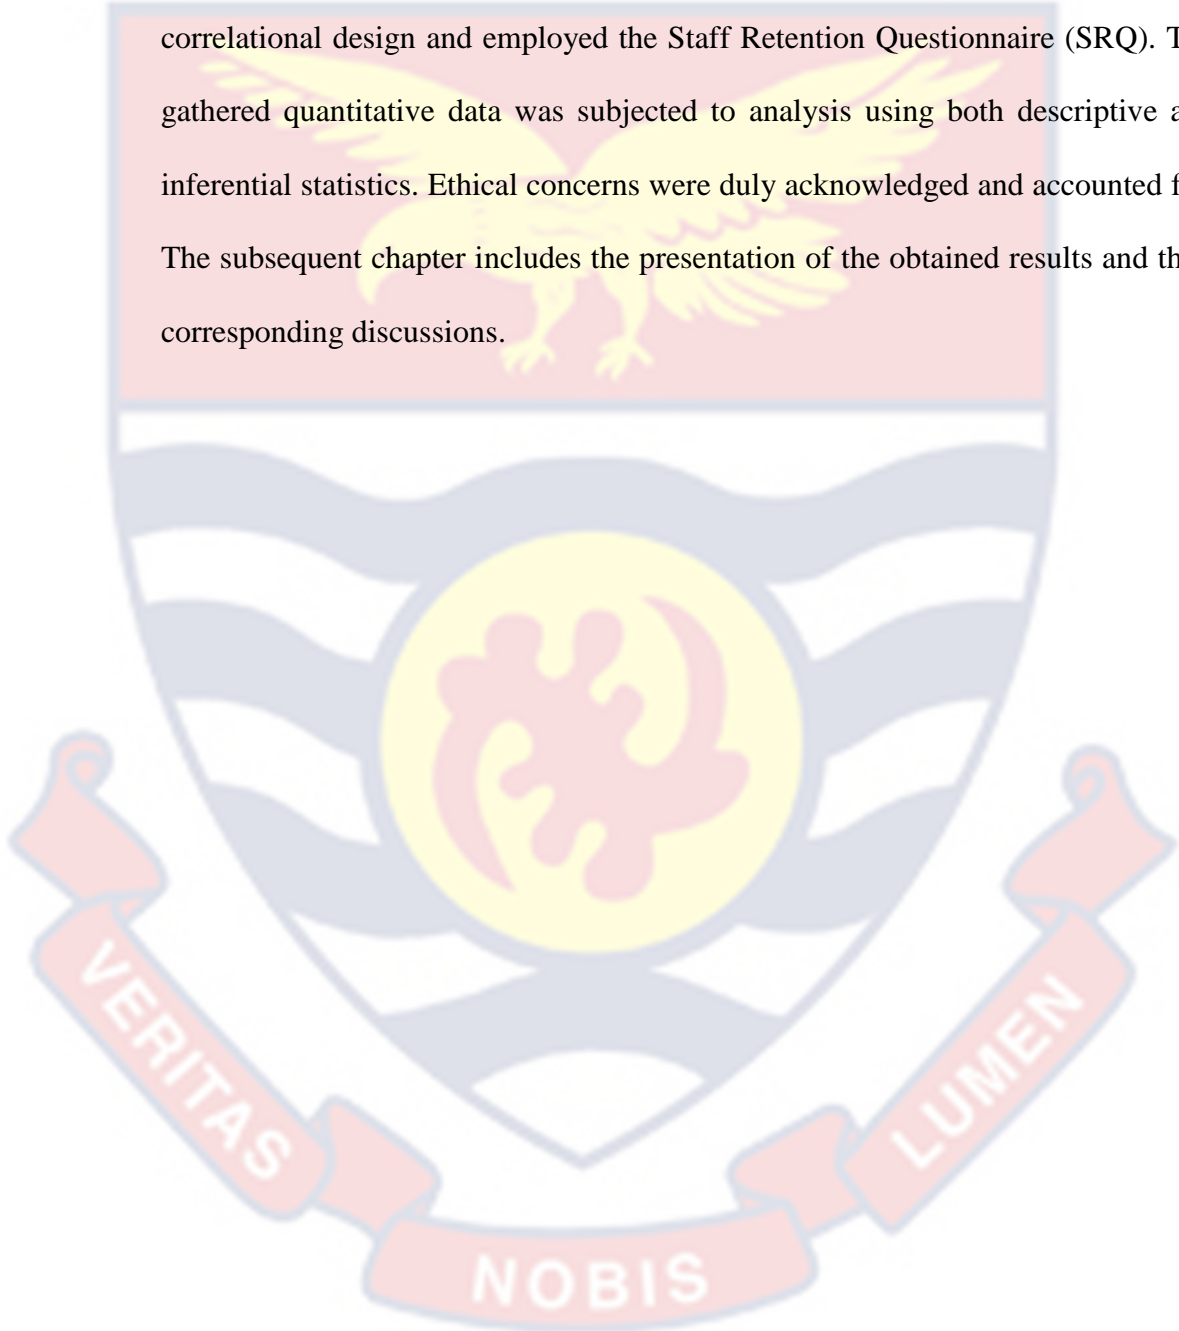 correlational design and employed the Staff Retention Questionnaire (SRQ). T
gathered quantitative data was subjected to analysis using both descriptive a
inferential statistics. Ethical concerns were duly acknowledged and accounted f
The subsequent chapter includes the presentation of the obtained results and th
corresponding discussions.
VERITAS
NOBIS
LUMEN